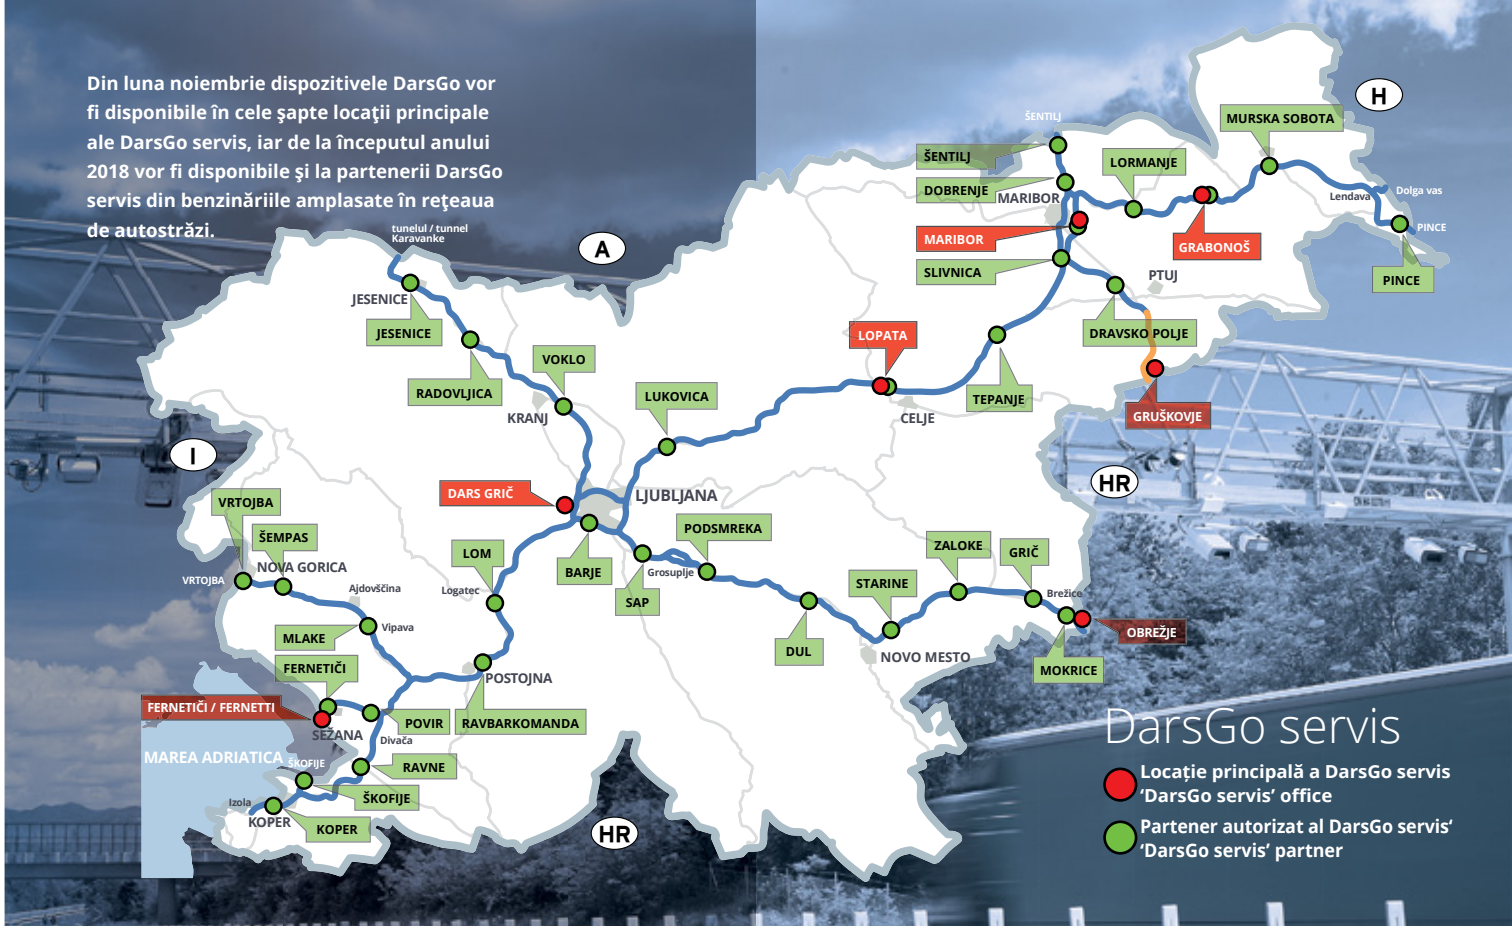 Din luna noiembrie dispozitivele DarsGo vor
fi disponibile în cele şapte locaţii principale
ale DarsGo servis, iar de la începutul anului
2018 vor fi disponibile şi la partenerii DarsGo
servis din benzinăriile amplasate în reţeaua
de autostrăzi.
tunelul / tunnel
Karavanke
A
H
I
HR
HR
ŠENTILJ
ŠENTILJ
DOBRENJE
MARIBOR
MARIBOR
SLIVNICA
LORMANJE
MURSKA SOBOTA
GRABONOŠ
Lendava
Dolga vas
PINCE
PINCE
PTUJ
DRAVSKO POLJE
GRUŠKOVJE
JESENICE
JESENICE
RADOVLJICA
VOKLO
KRANJ
LUKOVICA
LOPATA
CELJE
TEPANJE
DARS GRIČ
LJUBLJANA
BARJE
PODSMREKA
Grosuplje
SAP
LOM
Logatec
VRTOJBA
ŠEMPAS
NOVA GORICA
VRTOJBA
Ajdovščina
MLAKE
Vipava
FERNETIČI
FERNETIČI / FERNETTI
SEŽANA
POVIR
Divača
POSTOJNA
RAVBARKOMANDA
RAVNE
MAREA ADRIATICA
ŠKOFIJE
ŠKOFIJE
Izola
KOPER
KOPER
DUL
STARINE
NOVO MESTO
ZALOKE
GRIČ
Brežice
OBREŽJE
MOKRICE
DarsGo servis
Locaţie principală a DarsGo servis
‘DarsGo servis’ office
Partener autorizat al DarsGo servis‘
‘DarsGo servis’ partner